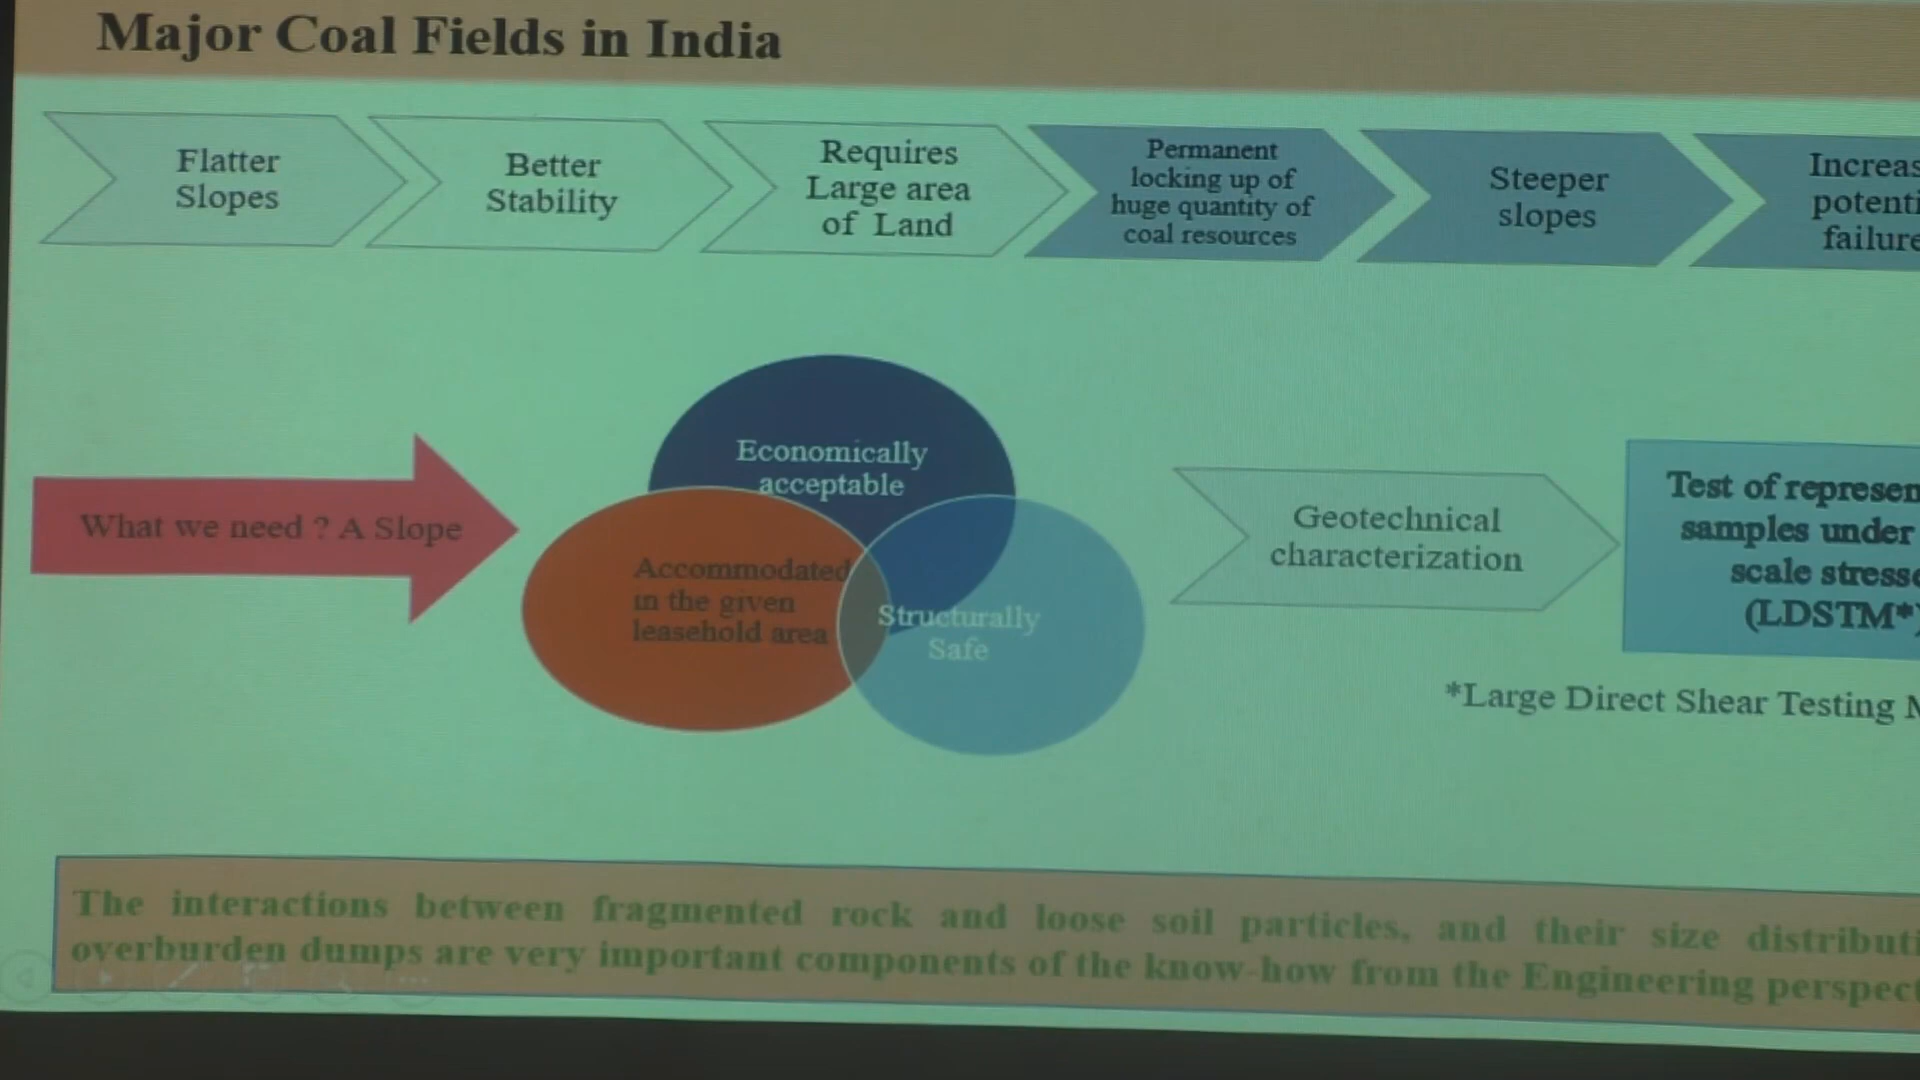 Major Coal Fields in India
Flatter
Slopes
Better
Stability
Requires
Large area
of Land
Permanent
locking up of
huge quantity of
coal resources
Steeper
slopes
Increas
potenti
failure
What we need ? A Slope
Economically
acceptable
Accommodated
in the given
leasehold area
Structurally
Safe
Geotechnical
characterization
Test of represen
samples under
scale stresse
(LDSTM*)
*Large Direct Shear Testing M
The interactions between fragmented rock and loose soil particles, and their size distributi
overburden dumps are very important components of the know-how from the Engineering perspect